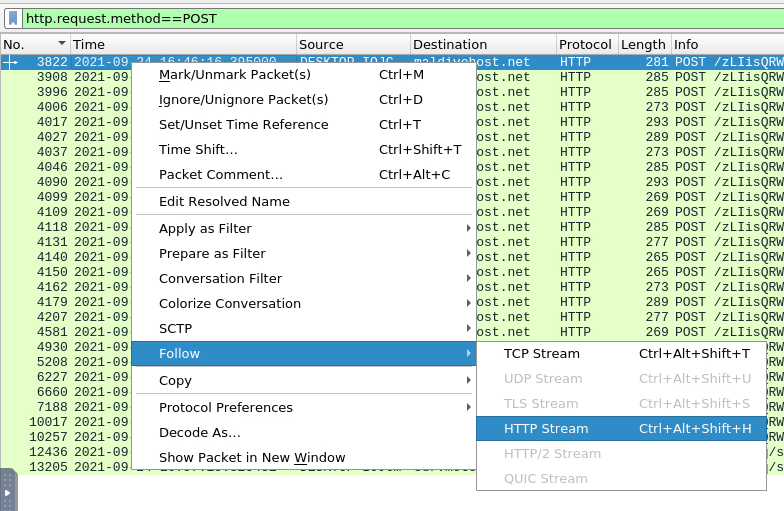 http.request.method==POST
No. Time Source Destination Protocol Length Info
3822 2021-09-24 16:46:16.395000 maldivehost.net HTTP 281 POST /zLIisQRW
3908 2021-09- Mark/Unmark Packet(s) Ctrl+M ost.net HTTP 285 POST /zLIisQRW
3996 2021-09- Ignore/Unignore Packet(s) Ctrl+D ost.net HTTP 285 POST /zLIisQRW
4006 2021-09- ost.net HTTP 273 POST /zLIisQRW
4017 2021-09- Set/Unset Time Reference Ctrl+T ost.net HTTP 293 POST /zLIisQRW
4027 2021-09- ost.net HTTP 289 POST /zLIisQRW
4037 2021-09- Time Shift... Ctrl+Shift+T ost.net HTTP 273 POST /zLIisQRW
4046 2021-09- Packet Comment... Ctrl+Alt+C ost.net HTTP 285 POST /zLIisQRW
4090 2021-09- ost.net HTTP 293 POST /zLIisQRW
4099 2021-09- Edit Resolved Name ost.net HTTP 269 POST /zLIisQRW
4109 2021-09- ost.net HTTP 269 POST /zLIisQRW
4118 2021-09- Apply as Filter ost.net HTTP 285 POST /zLIisQRW
4131 2021-09- ost.net HTTP 277 POST /zLIisQRW
4140 2021-09- Prepare as Filter ost.net HTTP 265 POST /zLIisQRW
4150 2021-09- Conversation Filter ost.net HTTP 265 POST /zLIisQRW
4162 2021-09- ost.net HTTP 273 POST /zLIisQRW
4179 2021-09- Colorize Conversation ost.net HTTP 289 POST /zLIisQRW
4207 2021-09- ost.net HTTP 277 POST /zLIisQRW
4581 2021-09- SCTP ost.net HTTP 269 POST /zLIisQRW
4930 2021-09- Follow TCP Stream Ctrl+Alt+Shift+T
5208 2021-09-
6227 2021-09- Copy UDP Stream Ctrl+Alt+Shift+U
6660 2021-09-
7188 2021-09- Protocol Preferences TLS Stream Ctrl+Alt+Shift+S
10017 2021-09- HTTP Stream Ctrl+Alt+Shift+H
10257 2021-09- Decode As...
12436 2021-09- Show Packet in New Window HTTP/2 Stream
13205 2021-09-
QUIC Stream